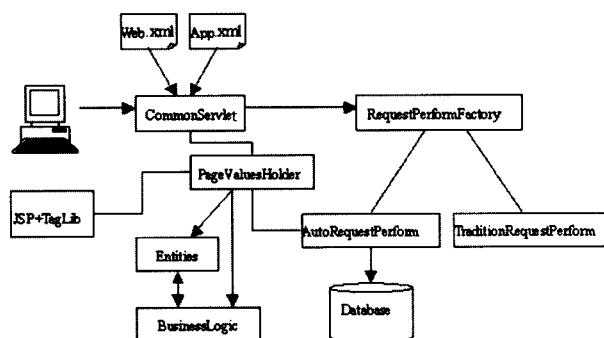 Web.xml
App.xml
CommonServlet
RequestPerformFactory
PageValuesHolder
JSP+TagLib
AutoRequestPerform
TraditionRequestPerform
Entities
Database
BusinessLogic